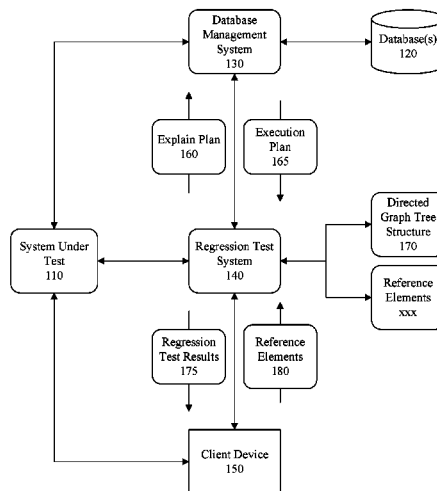 Database
Management
System
130
Database(s)
120
Explain Plan
160
Execution
Plan
165
System Under
Test
110
Regression Test
System
140
Directed
Graph Tree
Structure
170
Reference
Elements
xxx
Regression
Test Results
175
Reference
Elements
180
Client Device
150